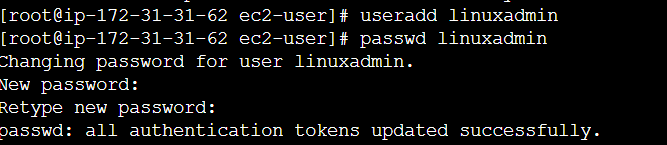 [root@ip-172-31-31-62 ec2-user]# useradd linuxadmin
[root@ip-172-31-31-62 ec2-user]# passwd linuxadmin
Changing password for user linuxadmin.
New password:
Retype new password:
passwd: all authentication tokens updated successfully.